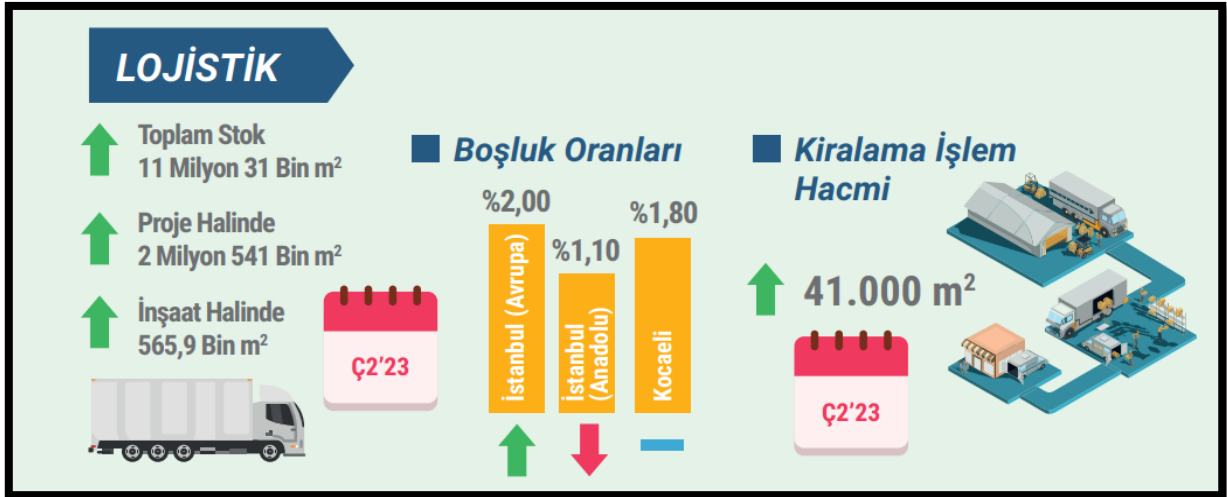 LOJİSTİK
Toplam Stok
11 Milyon 31 Bin m²
Proje Halinde
2 Milyon 541 Bin m²
İnşaat Halinde
565,9 Bin m²
Ç2’23
Boşluk Oranları
%2,00
%1,10
%1,80
İstanbul (Avrupa)
İstanbul
(Anadolu)
Kocaeli
Kiralama İşlem
Hacmi
41.000 m²
Ç2’23